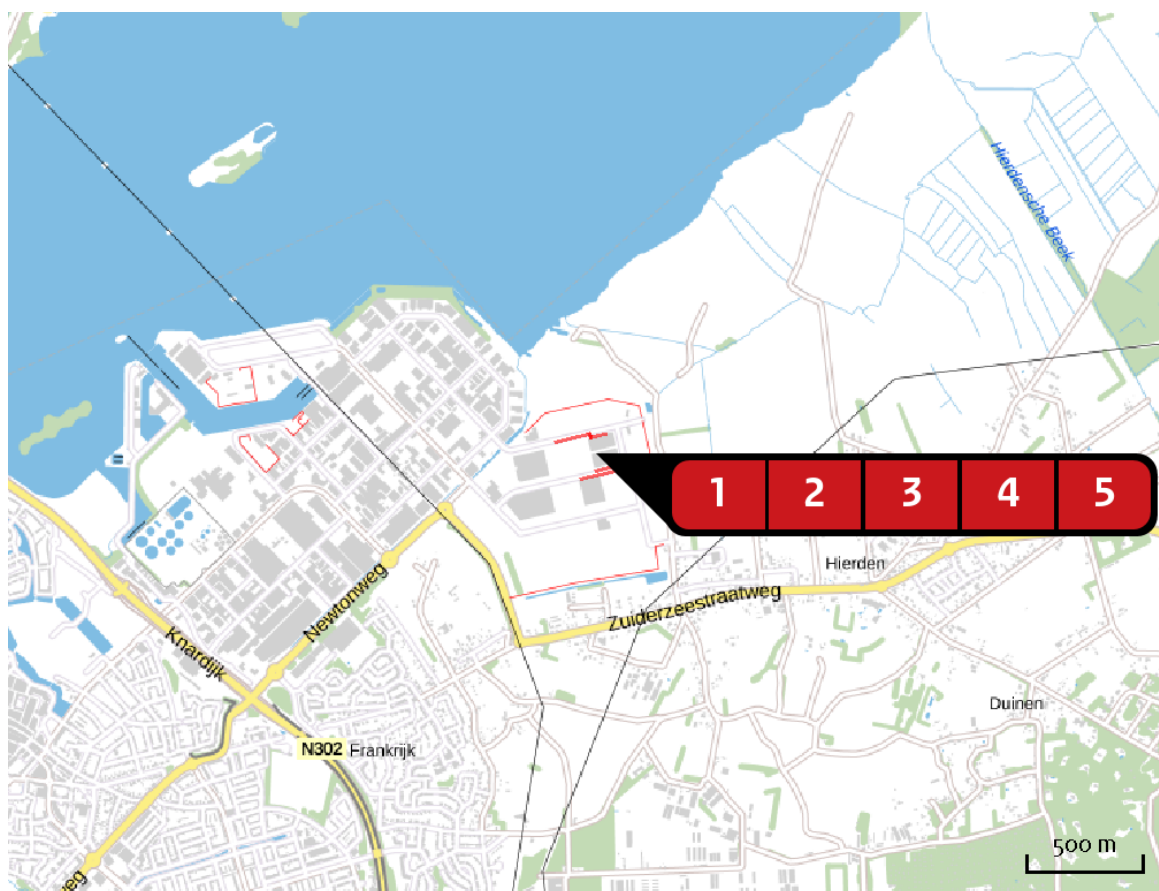 Hierdensche Beek
1 2 3 4 5
Hierden
Newtonweg
Zuiderzeestraatweg
Knardijk
Duinen
N302 Frankrijk
500 m
weg